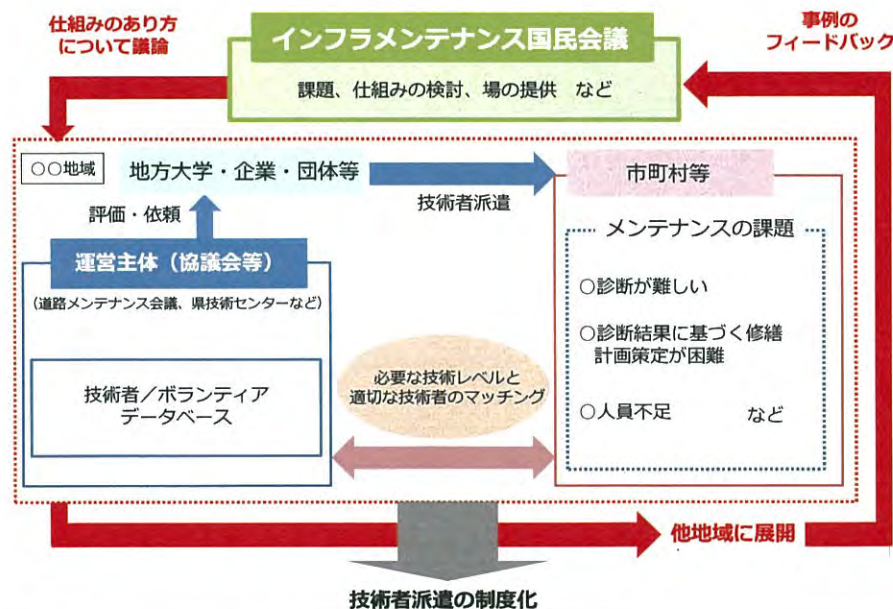 仕組みのあり方
について議論
インフラメンテナンス国民会議
課題、仕組みの検討、場の提供 など
事例の
フィードバック
○○地域
地方大学・企業・団体等
技術者派遣
市町村等
評価・依頼
運営主体（協議会等）
（道路メンテナンス会議、県技術センターなど）
技術者／ボランティア
データベース
必要な技術レベルと
適切な技術者のマッチング
メンテナンスの課題
○診断が難しい
○診断結果に基づく修繕
計画策定が困難
○人員不足 など
他地域に展開
技術者派遣の制度化